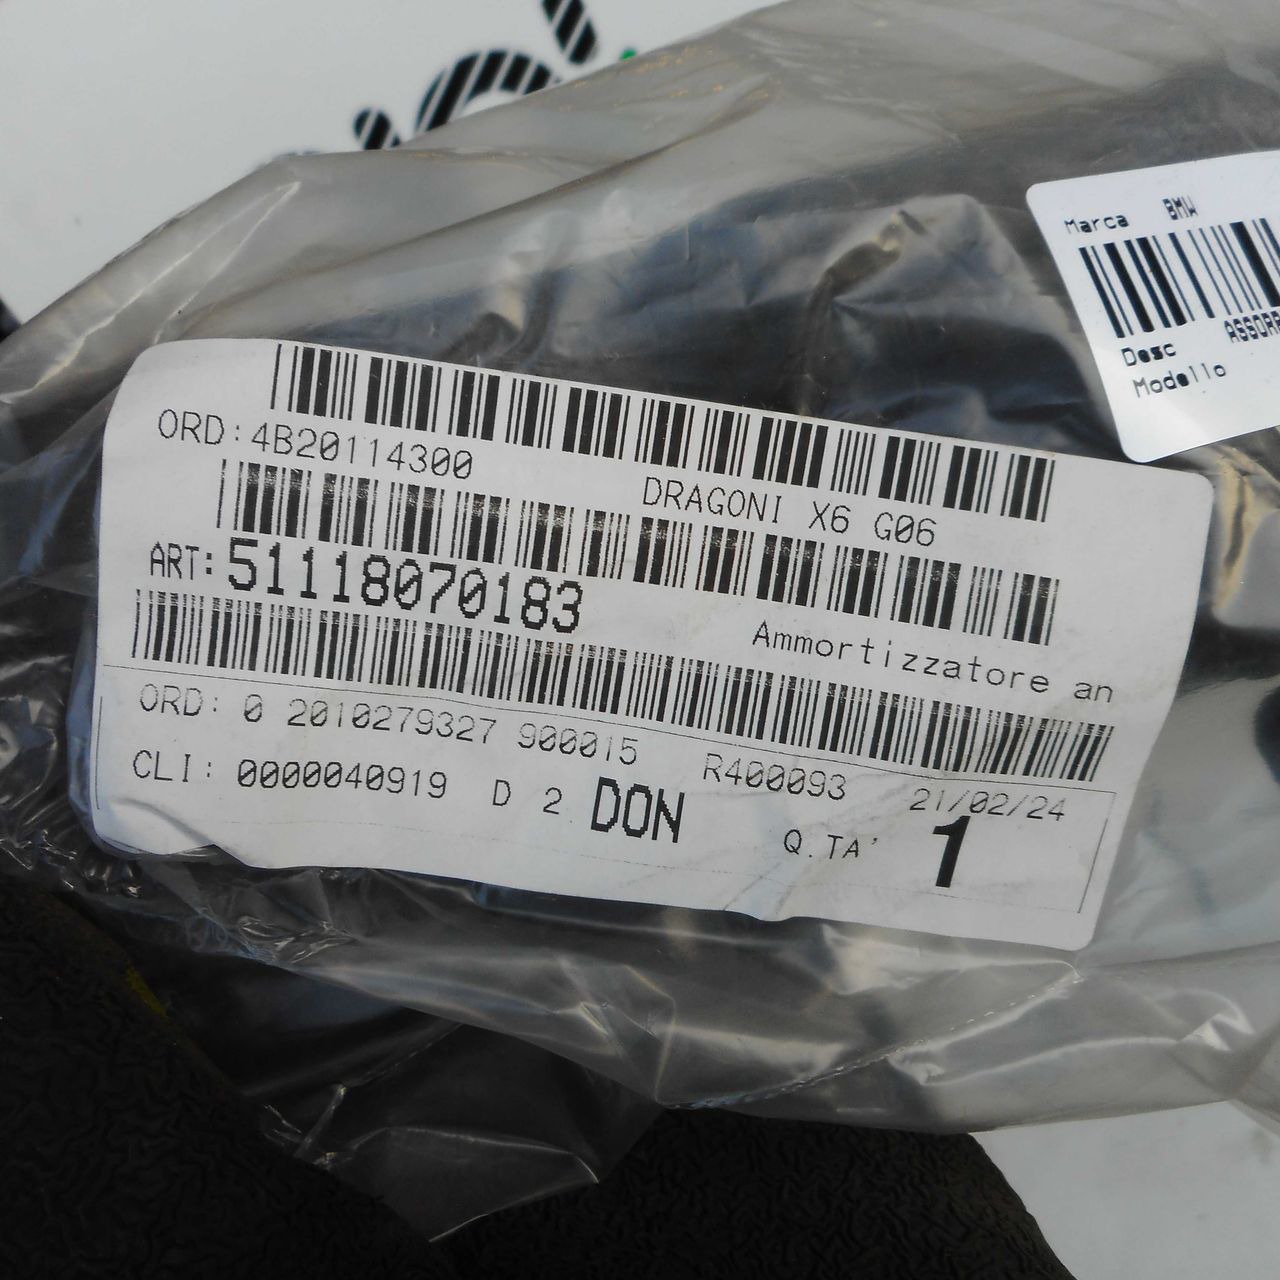 Marca BMW
Desc
Modello
ORD: 4B20114300
DRAGONI X6 G06
ART: 51118070183
Ammortizzatore an
ORD: 0 2010279327 900015 R400093 21/02/24
CLI: 0000040919 D 2 DON Q.TA' 1